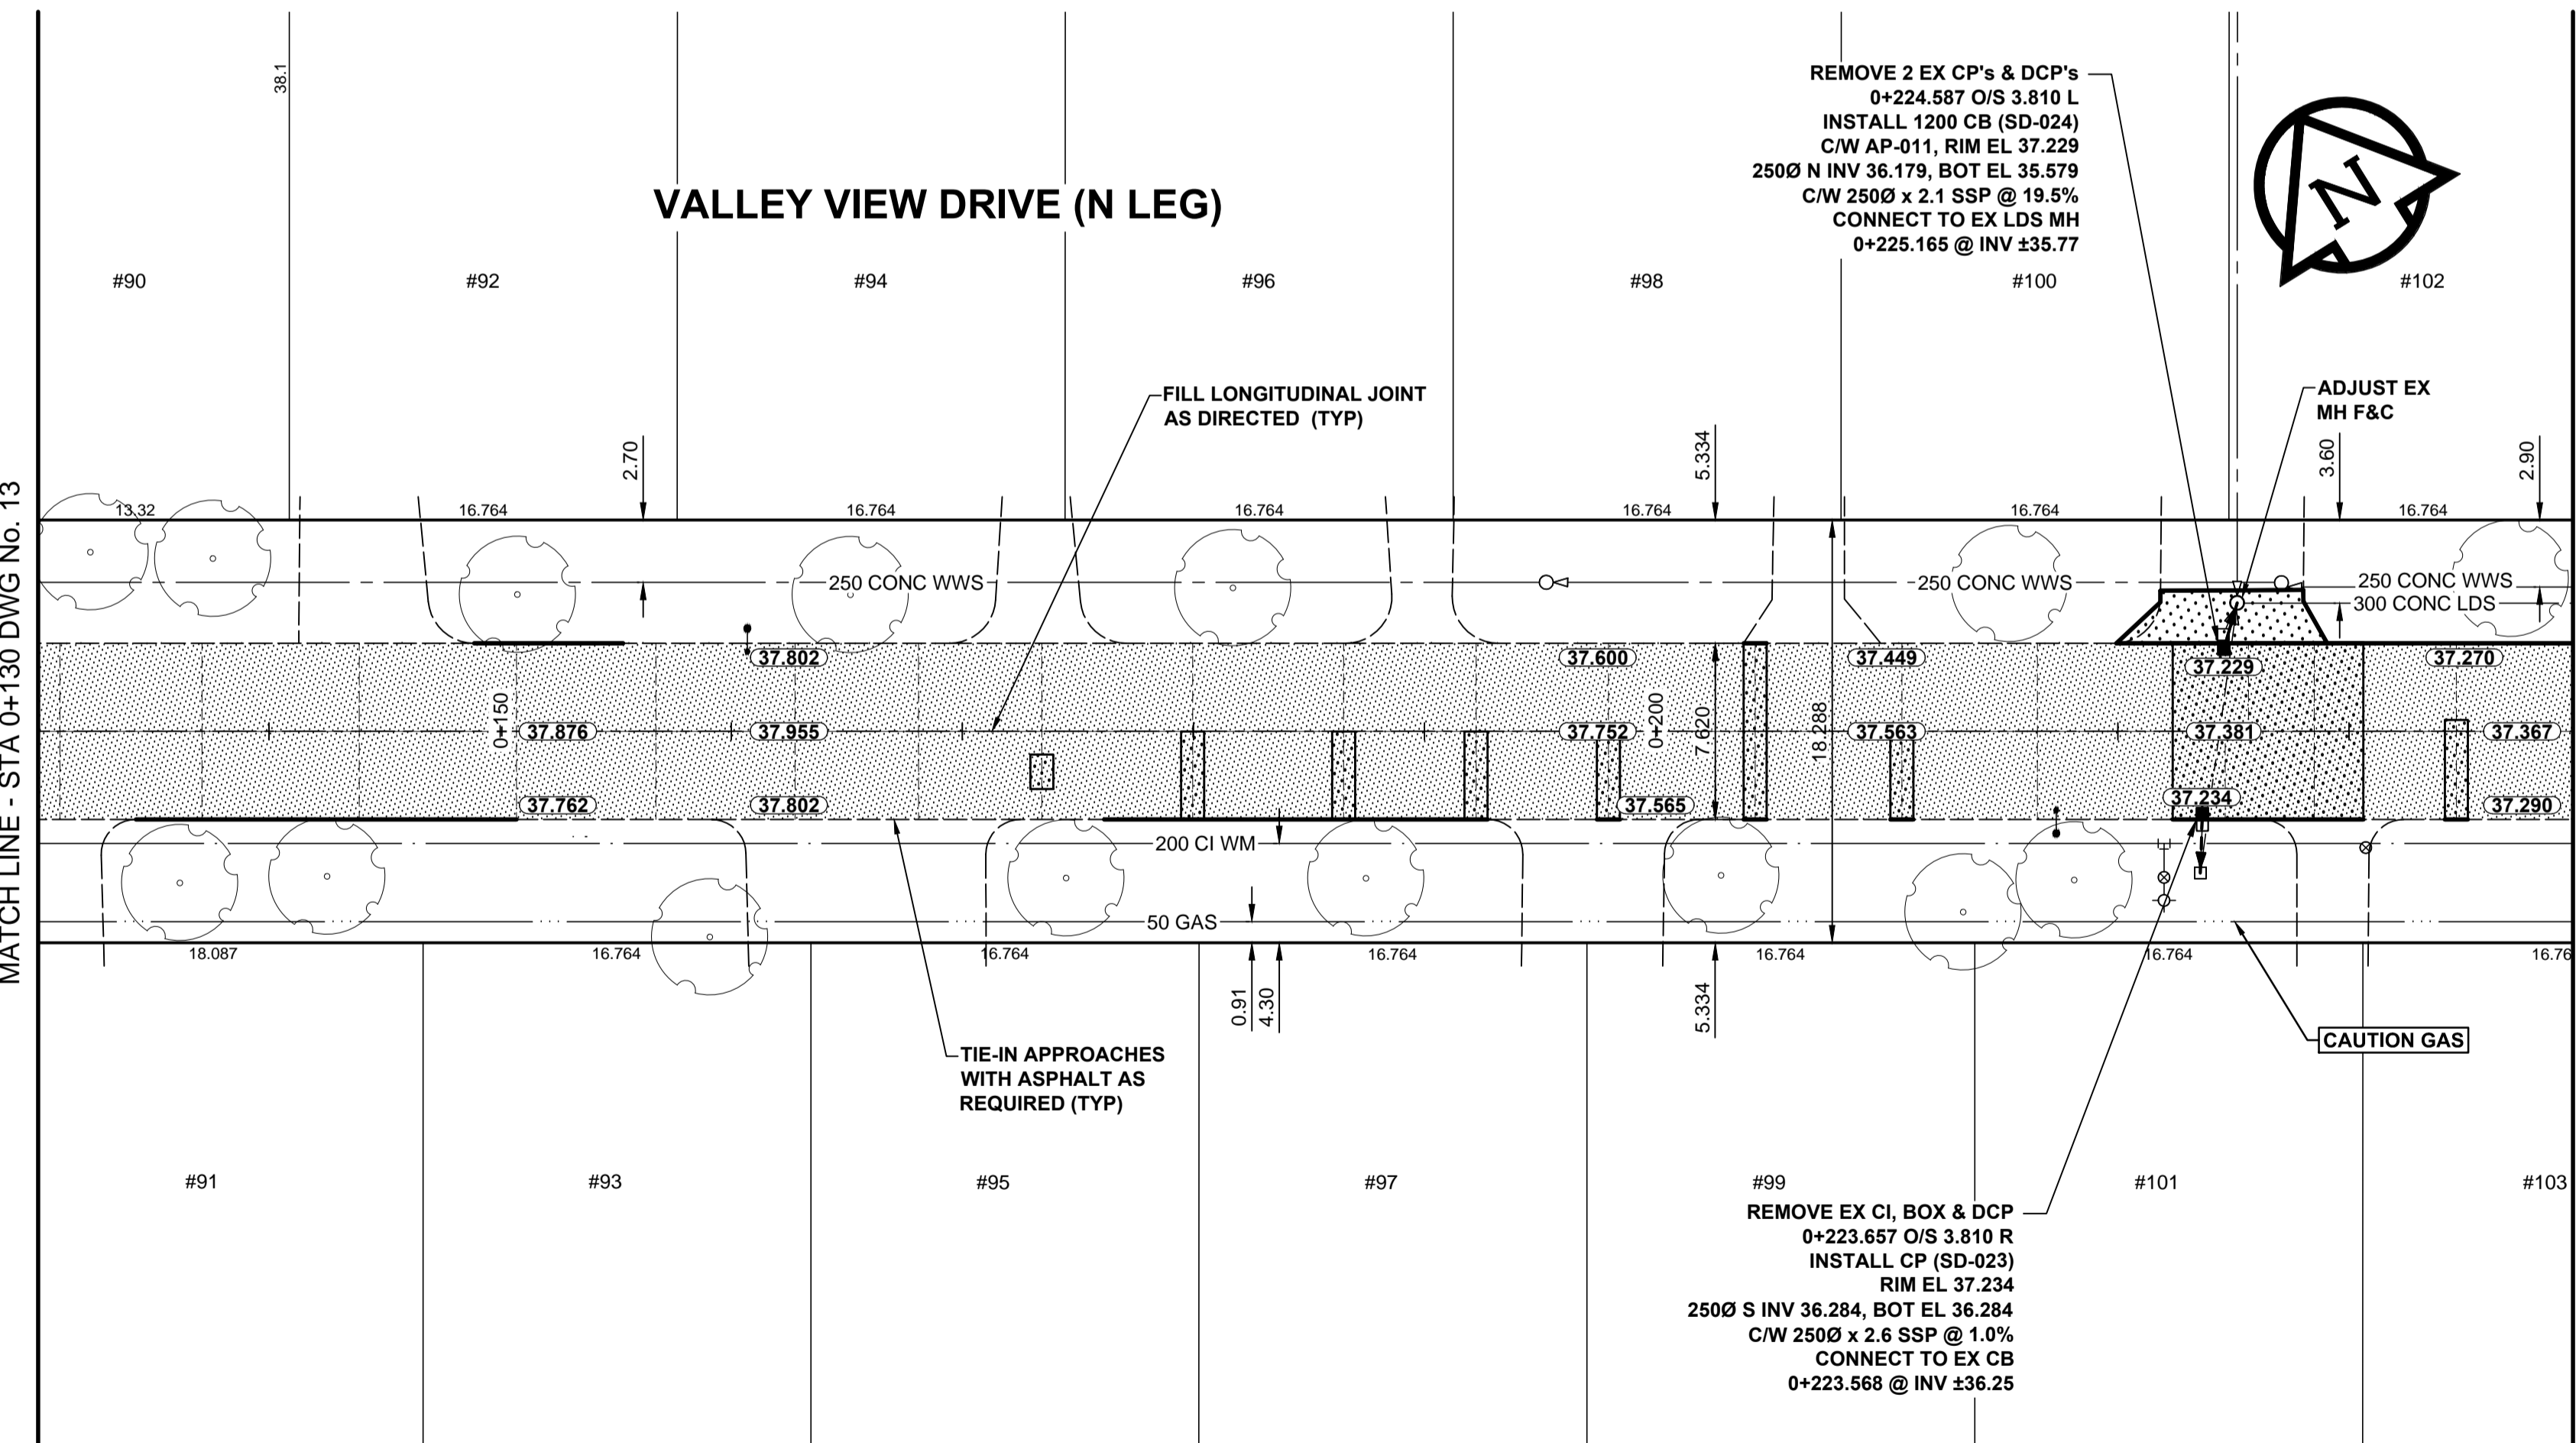 38.1
REMOVE 2 EX CP's & DCP's
0+224.587 O/S 3.810 L
INSTALL 1200 CB (SD-024)
C/W AP-011, RIM EL 37.229
250Ø N INV 36.179, BOT EL 35.579
C/W 250Ø x 2.1 SSP @ 19.5%
CONNECT TO EX LDS MH
0+225.165 @ INV ±35.77
N
VALLEY VIEW DRIVE (N LEG)
#90
#92
#94
#96
#98
#100
#102
FILL LONGITUDINAL JOINT
AS DIRECTED (TYP)
ADJUST EX
MH F&C
2.70
5.334
3.60
2.90
MATCH LINE - STA 0+130 DWG No. 13
13.32
16.764
16.764
16.764
16.764
16.764
16.764
250 CONC WWS
250 CONC WWS
250 CONC WWS
300 CONC LDS
37.802
37.600
37.449
37.229
37.270
0+150
37.876
37.955
37.752
0+200
7.620
18.288
37.563
37.381
37.367
37.762
37.802
37.565
37.234
37.290
200 CI WM
50 GAS
18.087
16.764
16.764
16.764
16.764
16.764
16.76
0.91
4.30
5.334
TIE-IN APPROACHES
WITH ASPHALT AS
REQUIRED (TYP)
CAUTION GAS
#91
#93
#95
#97
#99
#101
#103
REMOVE EX CI, BOX & DCP
0+223.657 O/S 3.810 R
INSTALL CP (SD-023)
RIM EL 37.234
250Ø S INV 36.284, BOT EL 36.284
C/W 250Ø x 2.6 SSP @ 1.0%
CONNECT TO EX CB
0+223.568 @ INV ±36.25